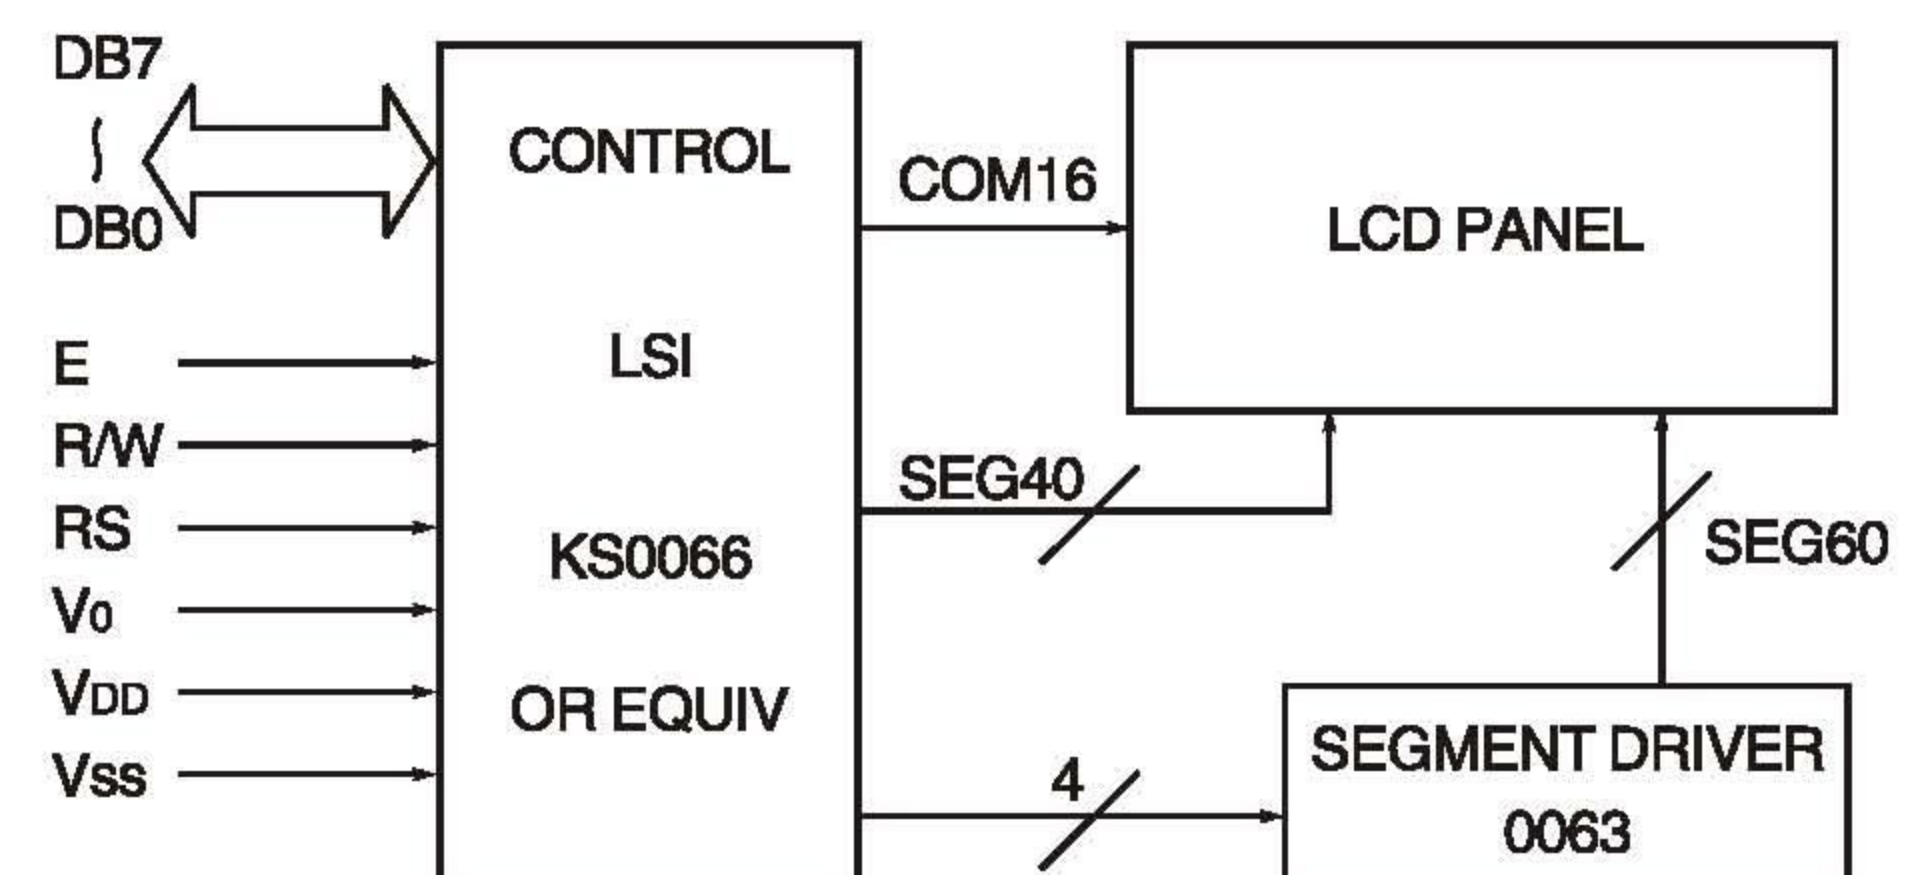 DB7
DB0
E
R/W
RS
V0
VDD
VSS
CONTROL
LSI
KS0066
OR EQUIV
COM16
SEG40
4
LCD PANEL
SEG60
SEGMENT DRIVER
0063